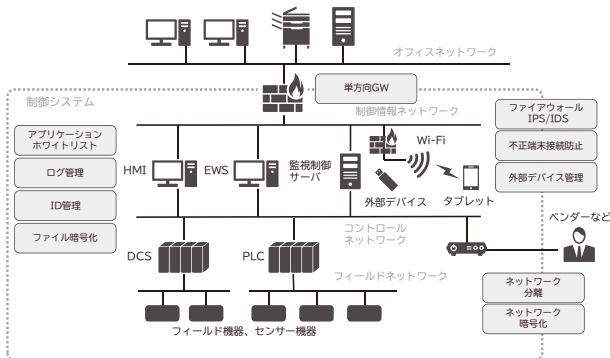 オフィスネットワーク
制御システム
単方向GW
制御情報ネットワーク
ファイアウォール
IPS/IDS
アプリケーション
ホワイトリスト
不正端末接続防止
ログ管理
HMI
EWS
監視制御
サーバ
Wi-Fi
外部デバイス管理
ID管理
外部デバイス
タブレット
ファイル暗号化
コントロール
ネットワーク
ベンダーなど
DCS
PLC
フィールドネットワーク
ネットワーク
分離
ネットワーク
暗号化
フィールド機器、センサー機器